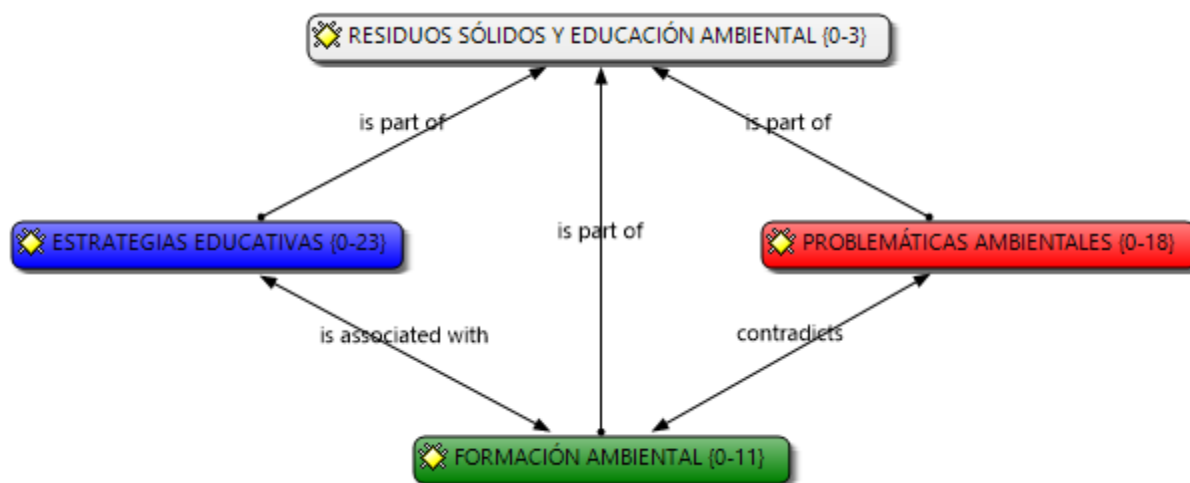 RESIDUOS SÓLIDOS Y EDUCACIÓN AMBIENTAL {0-3}
is part of
is part of
is part of
ESTRATEGIAS EDUCATIVAS {0-23}
PROBLEMÁTICAS AMBIENTALES {0-18}
is associated with
contradicts
FORMACIÓN AMBIENTAL {0-11}